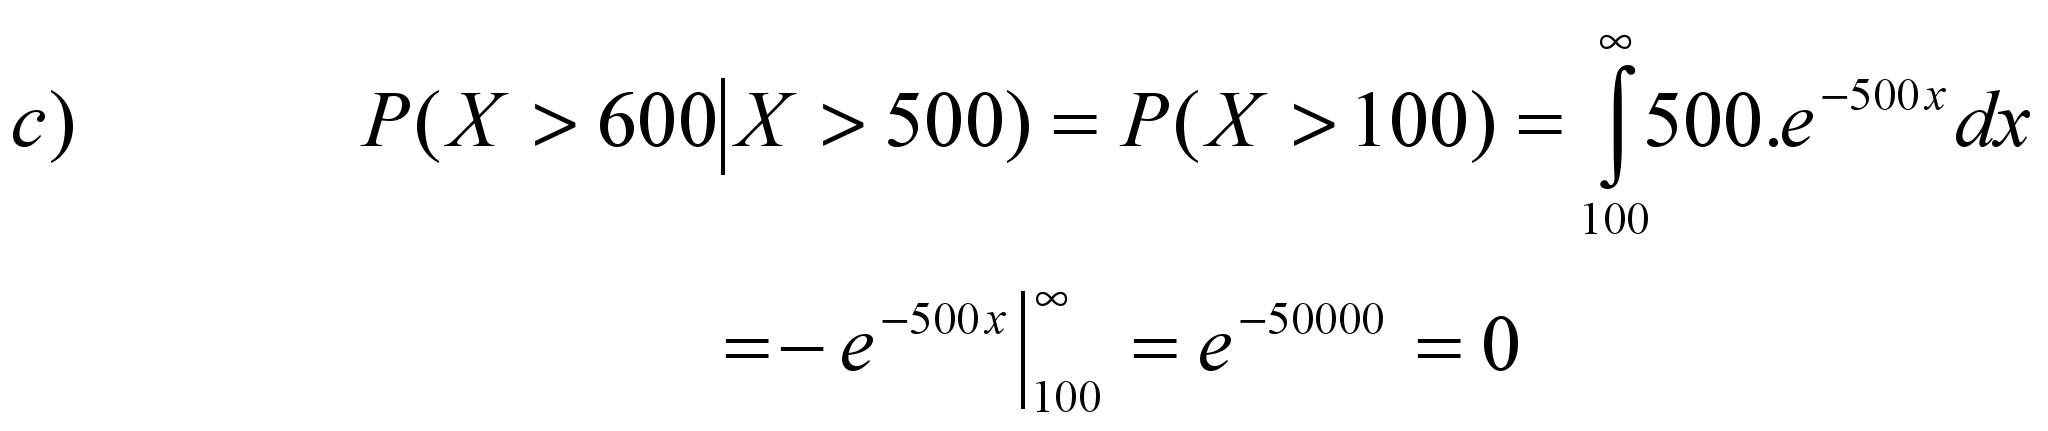 c) P(X > 600|X > 500) = P(X > 100) = ∫₁₀₀^∞ 500.e^{−500x} dx
= − e^{−500x} |₁₀₀^∞ = e^{−50000} = 0